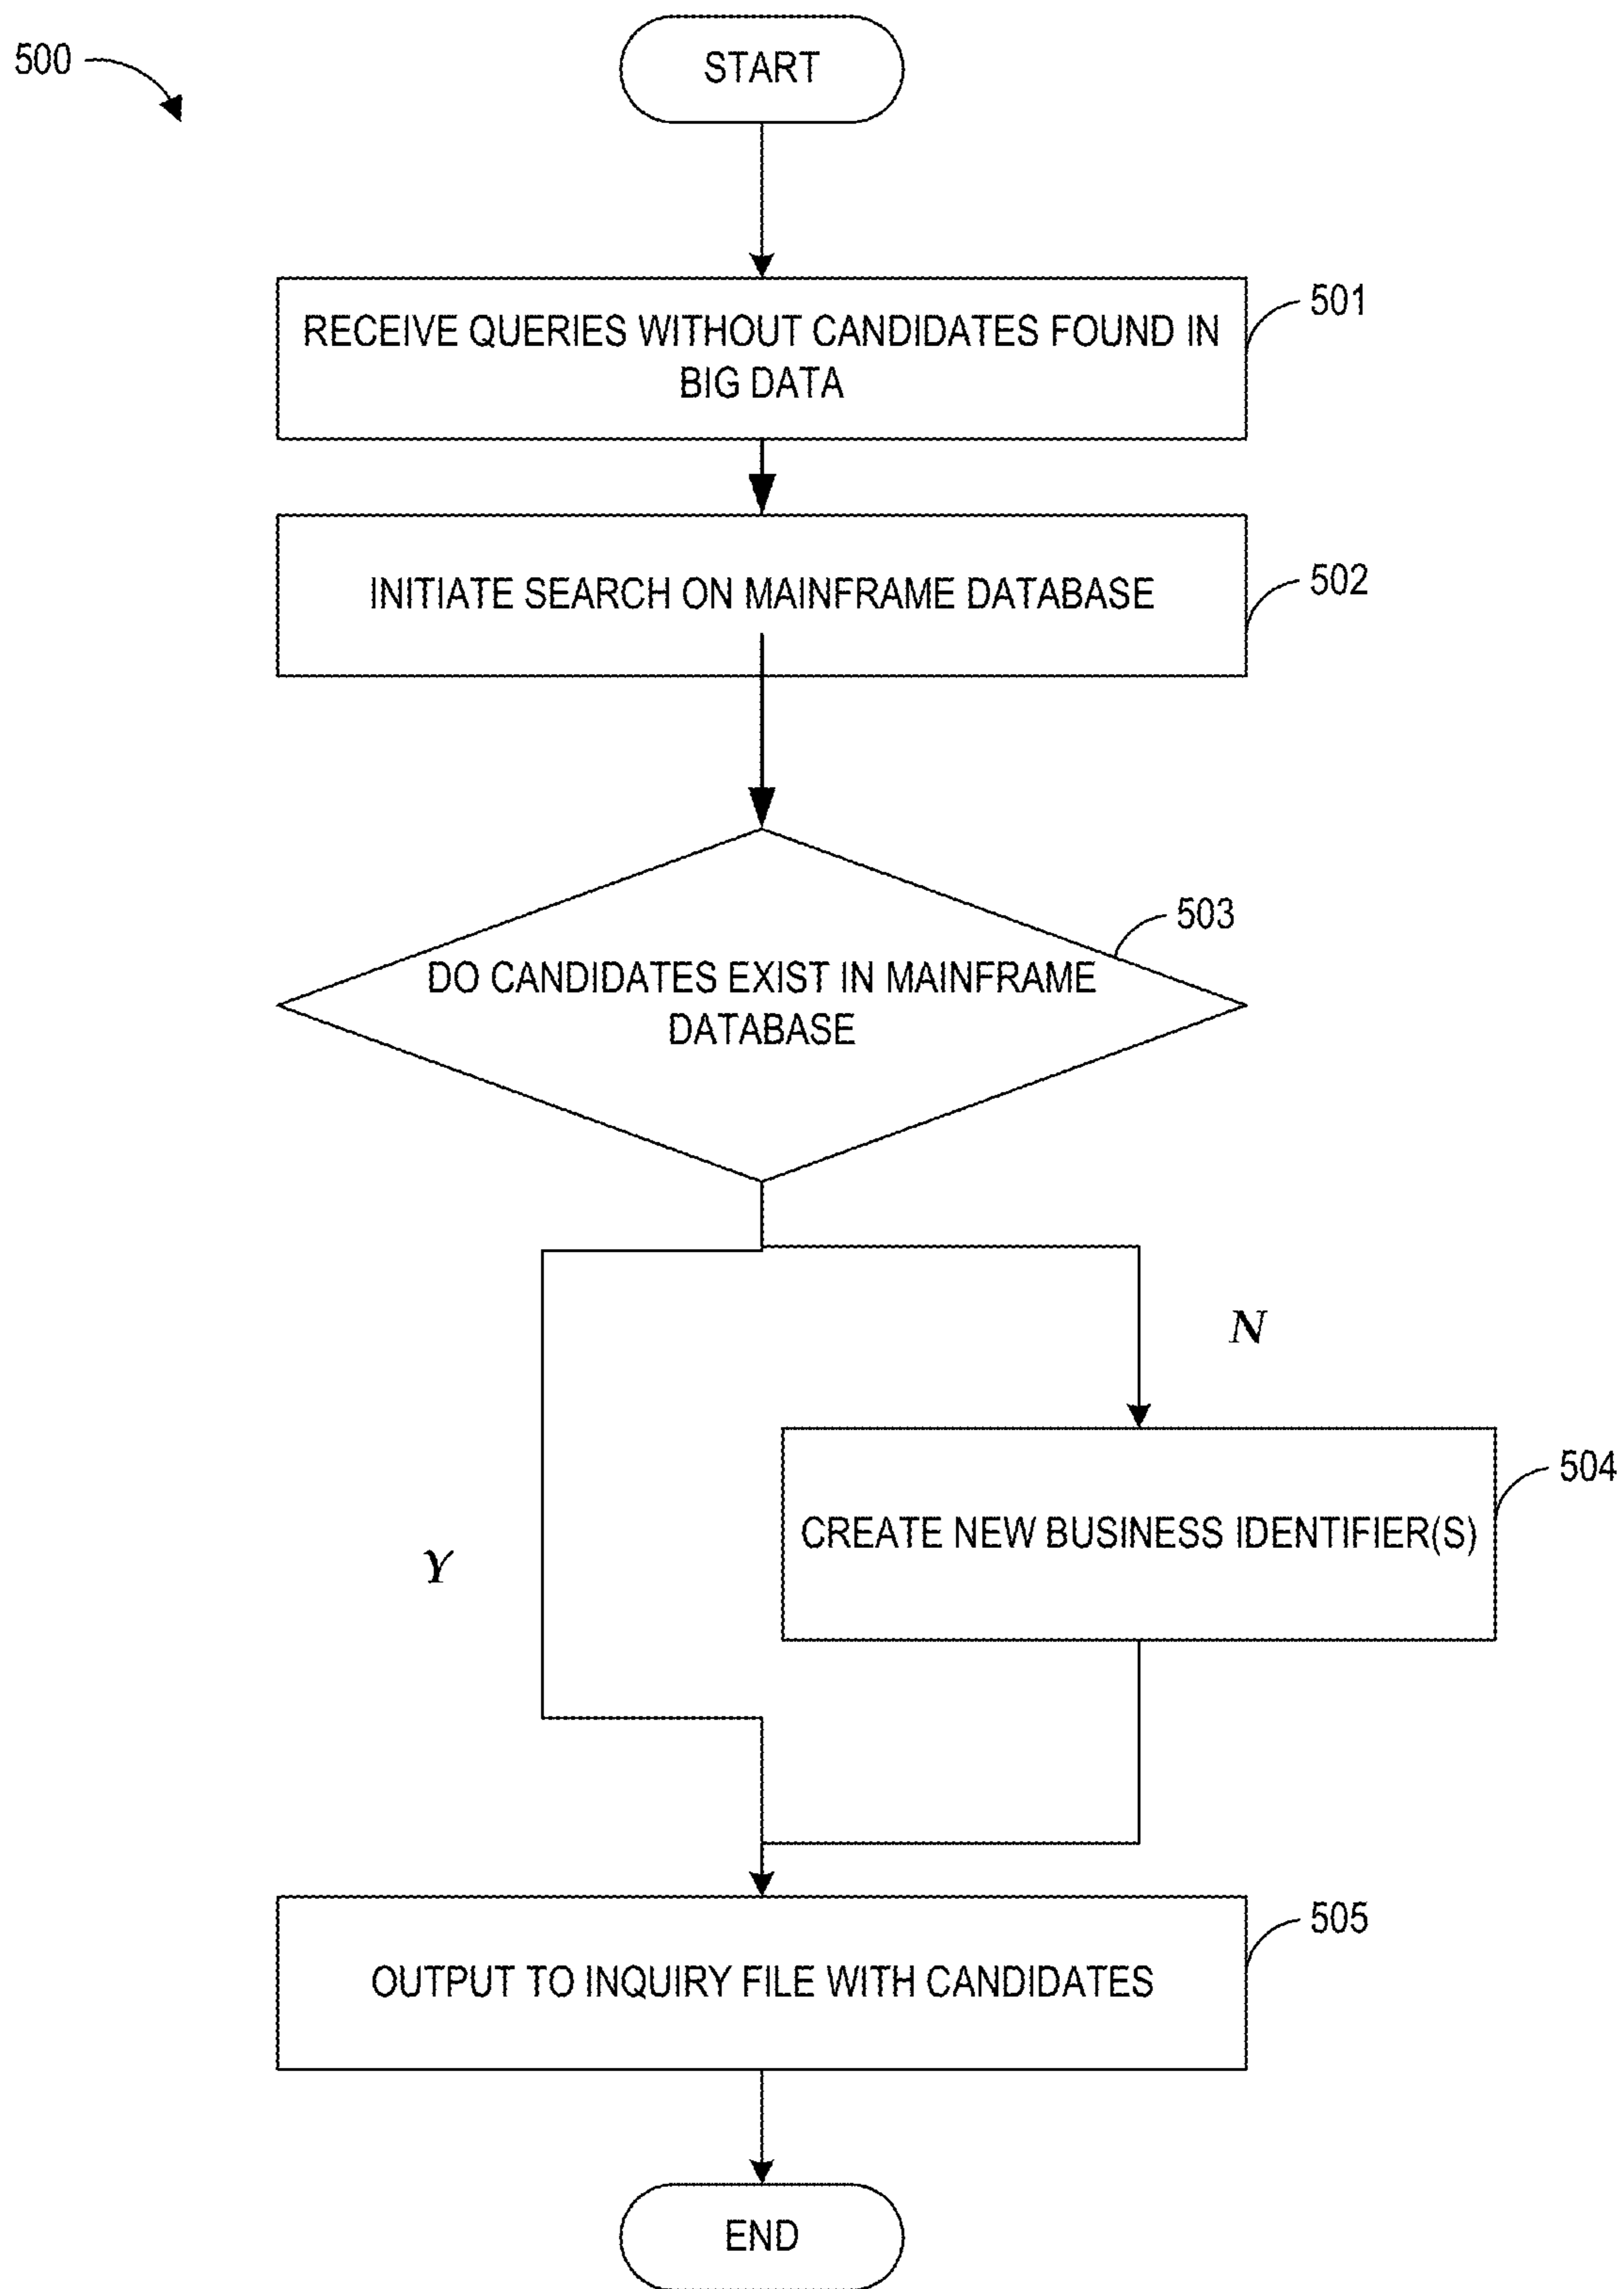 500
START
501
RECEIVE QUERIES WITHOUT CANDIDATES FOUND IN
BIG DATA
502
INITIATE SEARCH ON MAINFRAME DATABASE
503
DO CANDIDATES EXIST IN MAINFRAME
DATABASE
N
504
CREATE NEW BUSINESS IDENTIFIER(S)
Y
505
OUTPUT TO INQUIRY FILE WITH CANDIDATES
END